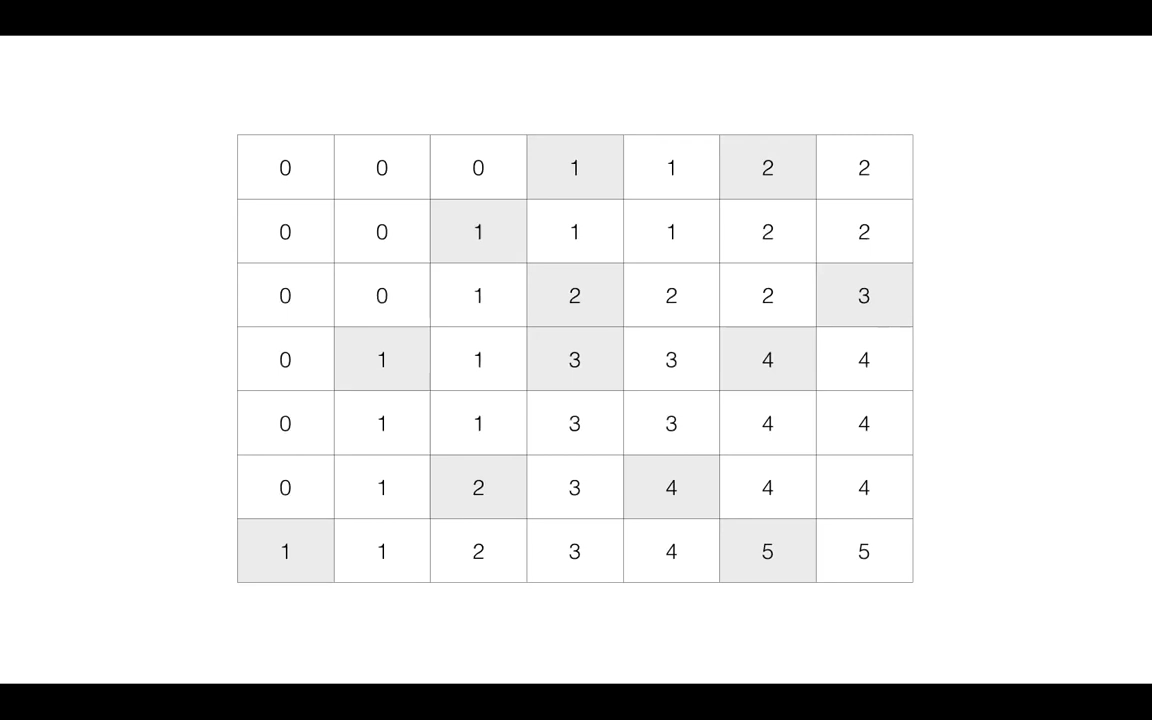 0 0 0 1 1 2 2
0 0 1 1 1 2 2
0 0 1 2 2 2 3
0 1 1 3 3 4 4
0 1 1 3 3 4 4
0 1 2 3 4 4 4
1 1 2 3 4 5 5